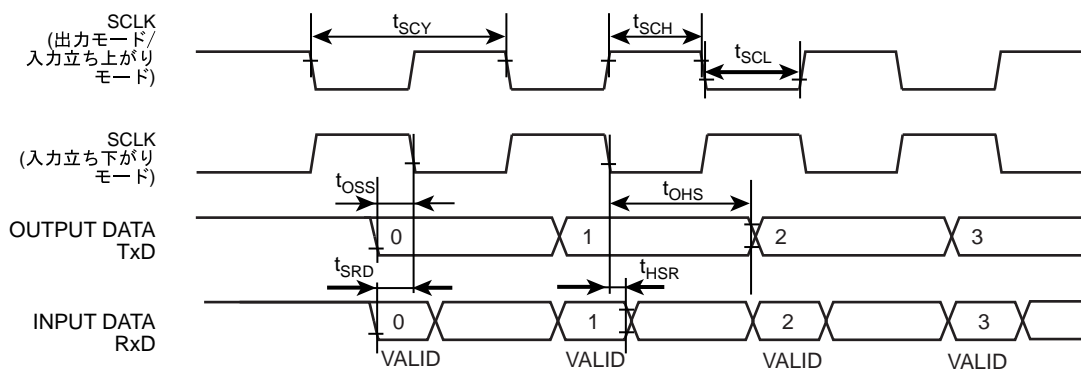 SCLK
(出力モード/
入力立ち上がり
モード)
tSCY
tSCH
tSCL
SCLK
(入力立ち下がり
モード)
tOSS
tOHS
OUTPUT DATA
TxD
0
1
2
3
tSRD
tHSR
INPUT DATA
RxD
0
1
2
3
VALID
VALID
VALID
VALID